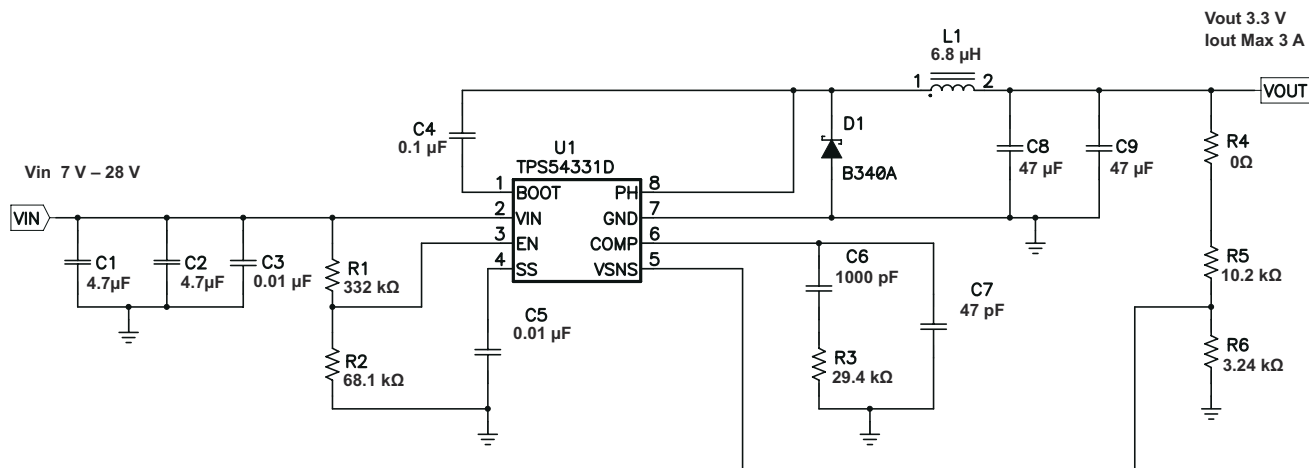 Vout 3.3 V
Iout Max 3 A
L1
6.8 µH
1
2
VOUT
C4
0.1 µF
D1
B340A
C8
47 µF
C9
47 µF
R4
0Ω
U1
TPS54331D
Vin 7 V – 28 V
1
BOOT
PH
8
VIN
2
VIN
GND
7
3
EN
COMP
6
4
SS
VSNS
5
C1
4.7µF
C2
4.7µF
C3
0.01 µF
R1
332 kΩ
C6
1000 pF
C7
47 pF
R5
10.2 kΩ
C5
0.01 µF
R2
68.1 kΩ
R3
29.4 kΩ
R6
3.24 kΩ